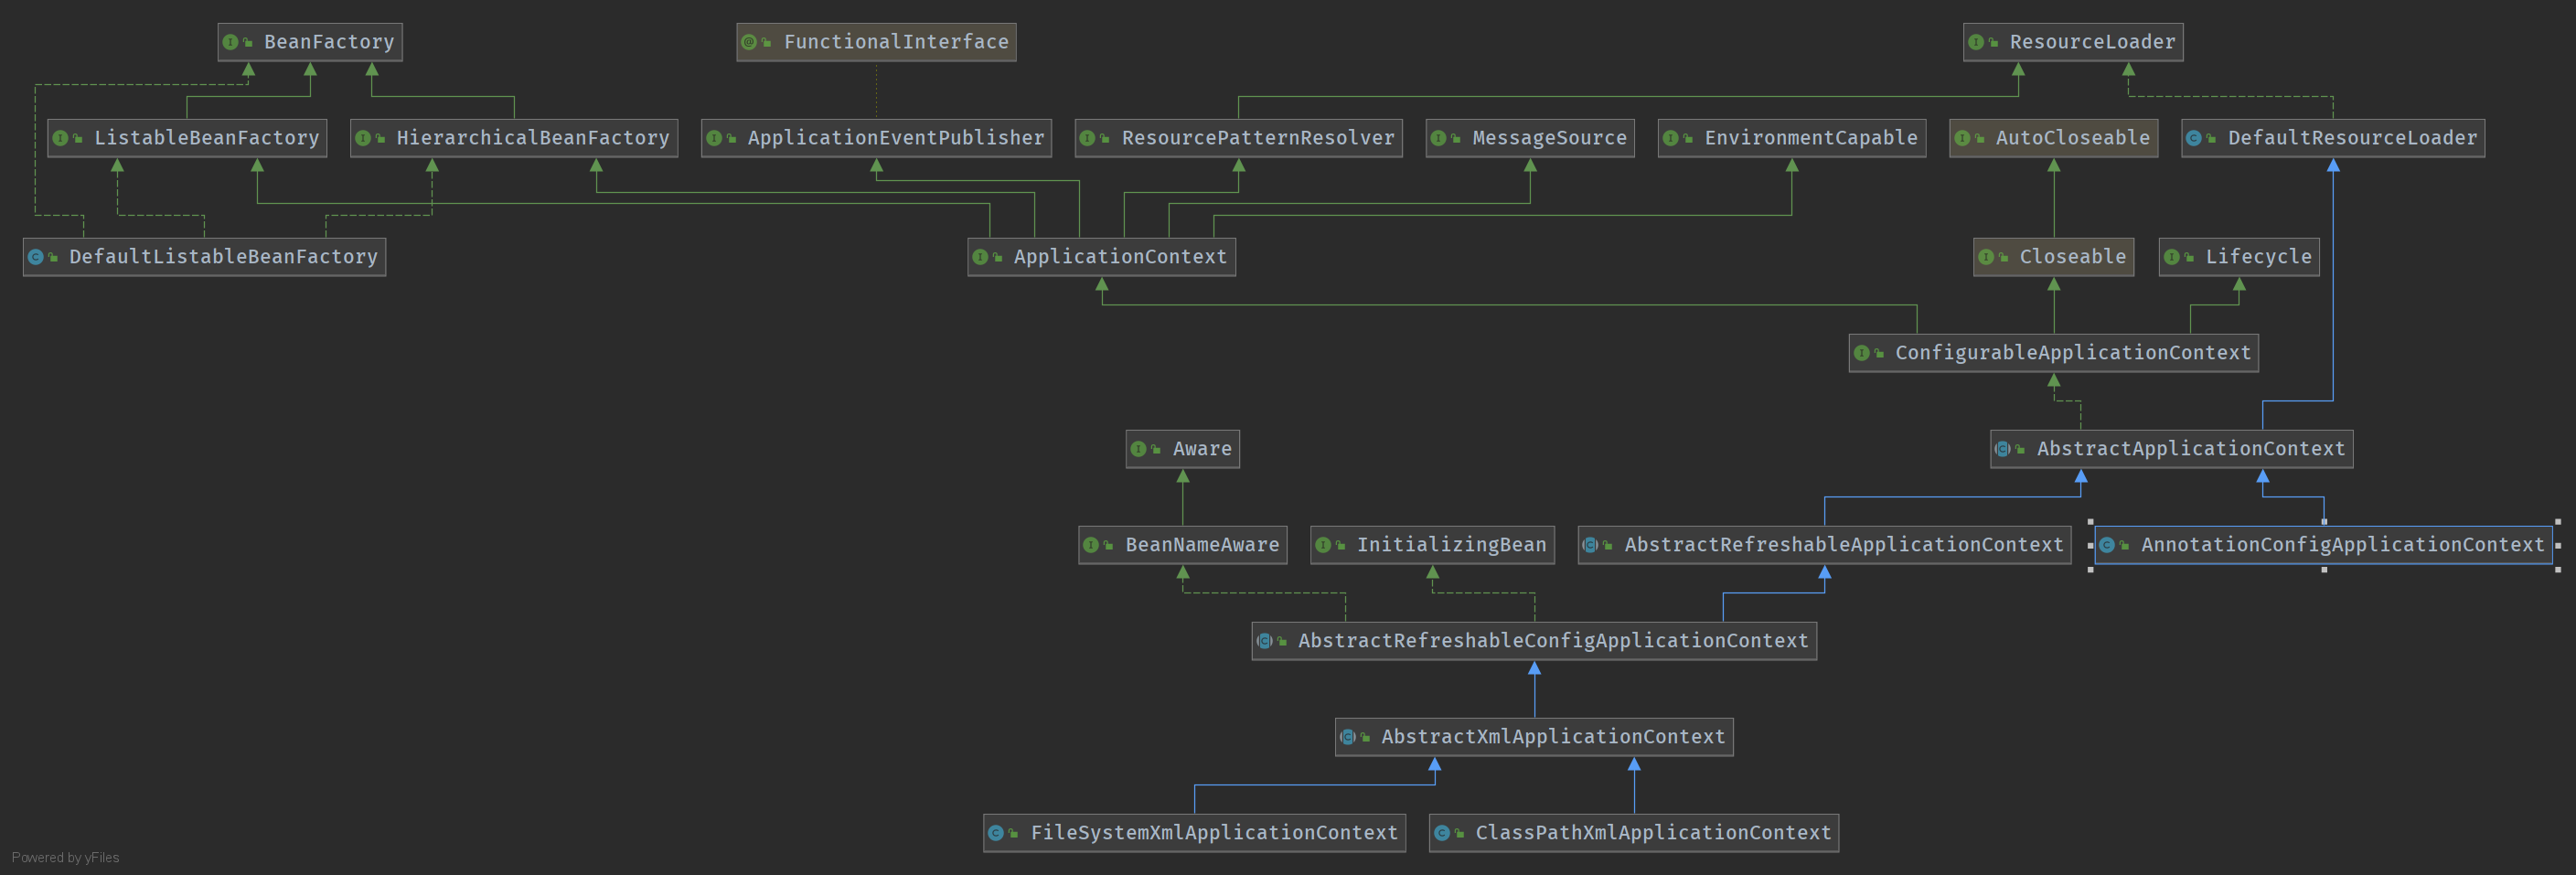 BeanFactory
FunctionalInterface
ResourceLoader
ListableBeanFactory
HierarchicalBeanFactory
ApplicationEventPublisher
ResourcePatternResolver
MessageSource
EnvironmentCapable
AutoCloseable
DefaultResourceLoader
DefaultListableBeanFactory
ApplicationContext
Closeable
Lifecycle
ConfigurableApplicationContext
Aware
AbstractApplicationContext
BeanNameAware
InitializingBean
AbstractRefreshableApplicationContext
AnnotationConfigApplicationContext
AbstractRefreshableConfigApplicationContext
AbstractXmlApplicationContext
FileSystemXmlApplicationContext
ClassPathXmlApplicationContext
Powered by yFiles